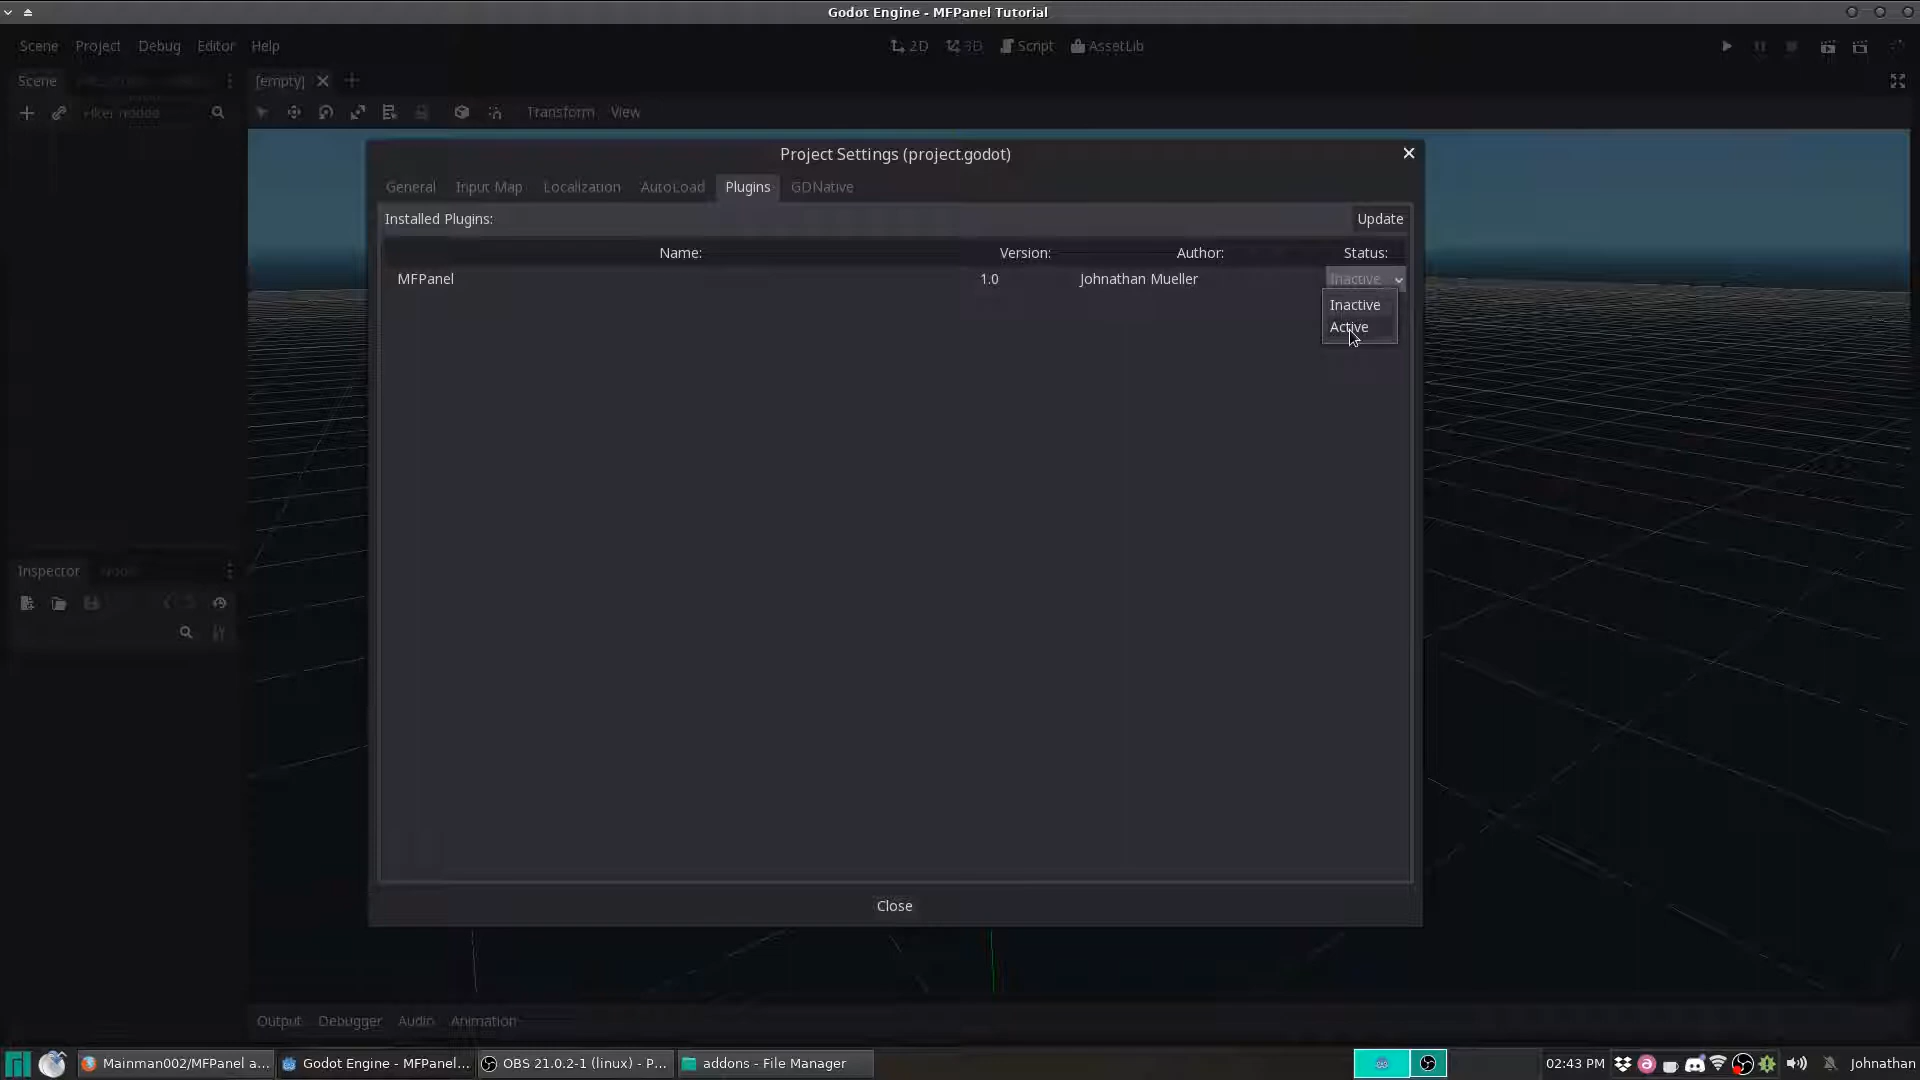 Godot Engine - MFPanel Tutorial
Scene Project Debug Editor Help
2D 3D Script AssetLib
Scene
[empty]
Filter nodes
Transform View
Project Settings (project.godot)
General Input Map Localization AutoLoad Plugins GDNative
Installed Plugins:
Update
Name: Version: Author: Status:
MFPanel 1.0 Johnathan Mueller Inactive
Inactive
Active
Inspector Node
Close
Output Debugger Audio Animation
Mainman002/MFPanel a...
Godot Engine - MFPanel...
OBS 21.0.2-1 (linux) - P...
addons - File Manager
02:43 PM
Johnathan